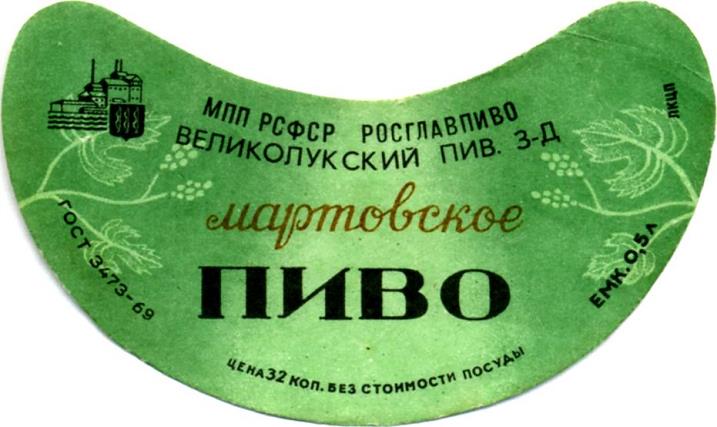 МПП РСФСР РОСГЛАВПИВО
ВЕЛИКОЛУКСКИЙ ПИВ. З-Д
ЛКЦП
мартовское
ПИВО
ГОСТ 3473-69
ЕМК. 0,5 л
ЦЕНА 32 КОП. БЕЗ СТОИМОСТИ ПОСУДЫ